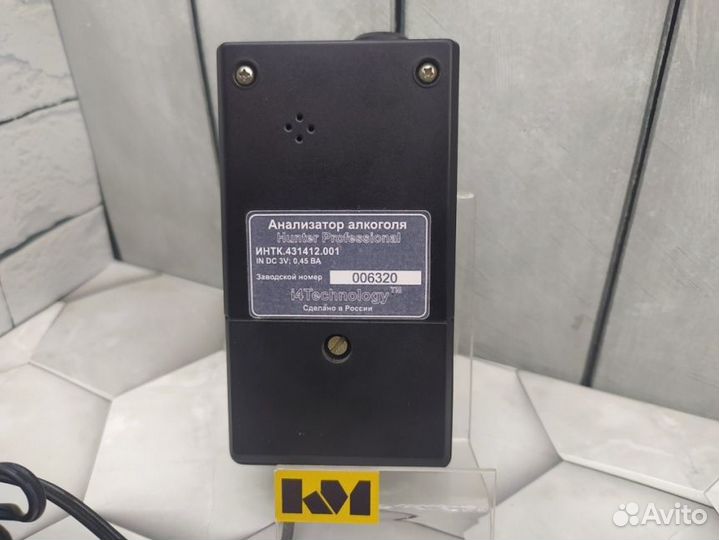 Анализатор алкоголя
Hunter Professional
ИНТК.431412.001
IN DC 3V; 0,45 ВА
Заводской номер 006320
i4Technology™
Сделано в России
KM
Avito